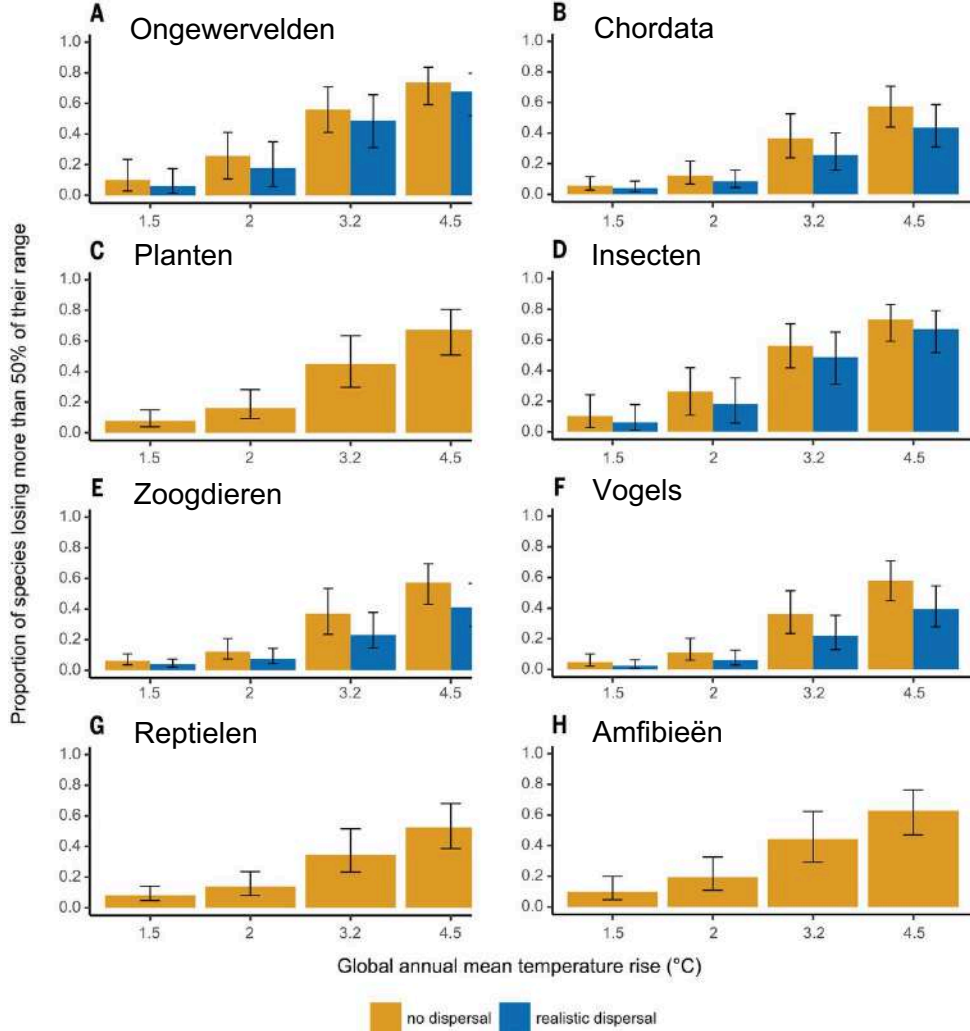 A Ongewervelden
1.0
0.8
0.6
0.4
0.2
0.0
1.5 2 3.2 4.5
B Chordata
1.0
0.8
0.6
0.4
0.2
0.0
1.5 2 3.2 4.5
C Planten
1.0
0.8
0.6
0.4
0.2
0.0
1.5 2 3.2 4.5
D Insecten
1.0
0.8
0.6
0.4
0.2
0.0
1.5 2 3.2 4.5
E Zoogdieren
1.0
0.8
0.6
0.4
0.2
0.0
1.5 2 3.2 4.5
F Vogels
1.0
0.8
0.6
0.4
0.2
0.0
1.5 2 3.2 4.5
G Reptielen
1.0
0.8
0.6
0.4
0.2
0.0
1.5 2 3.2 4.5
H Amfibieën
1.0
0.8
0.6
0.4
0.2
0.0
1.5 2 3.2 4.5
Proportion of species losing more than 50% of their range
Global annual mean temperature rise (°C)
no dispersal realistic dispersal